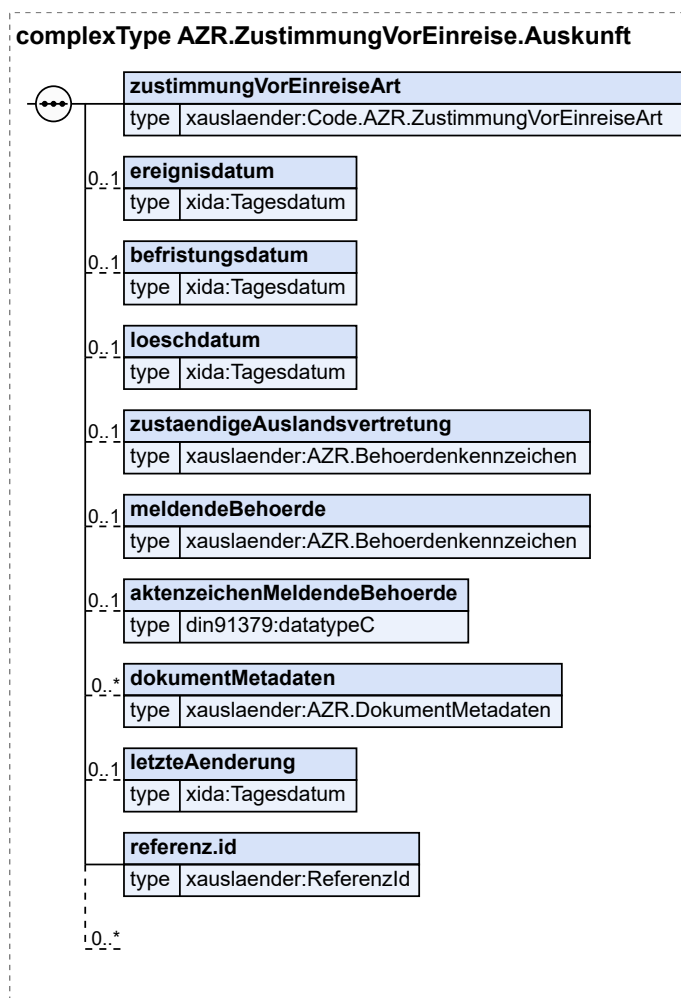 complexType AZR.ZustimmungVorEinreise.Auskunft
zustimmungVorEinreiseArt
type xauslaender:Code.AZR.ZustimmungVorEinreiseArt
0..1 ereignisdatum
type xida:Tagesdatum
0..1 befristungsdatum
type xida:Tagesdatum
0..1 loeschdatum
type xida:Tagesdatum
0..1 zustaendigeAuslandsvertretung
type xauslaender:AZR.Behoerdenkennzeichen
0..1 meldendeBehoerde
type xauslaender:AZR.Behoerdenkennzeichen
0..1 aktenzeichenMeldendeBehoerde
type din91379:datatypeC
0..* dokumentMetadaten
type xauslaender:AZR.DokumentMetadaten
0..1 letzteAenderung
type xida:Tagesdatum
referenz.id
type xauslaender:ReferenzId
0..*